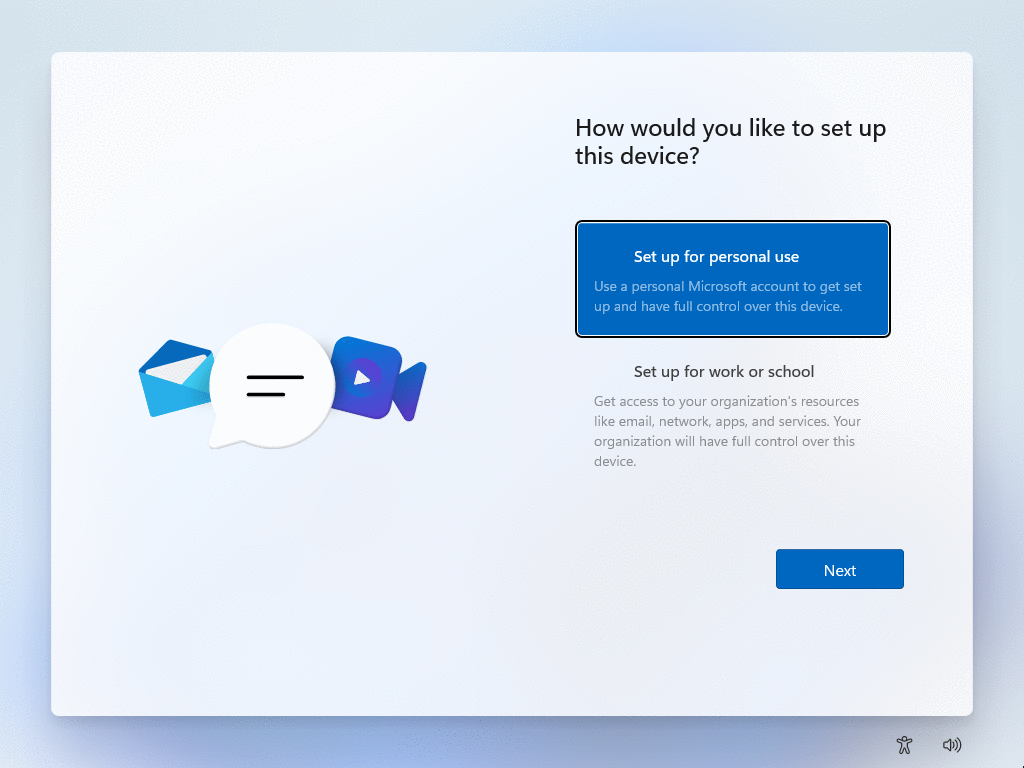 How would you like to set up
this device?
Set up for personal use
Use a personal Microsoft account to get set
up and have full control over this device.
Set up for work or school
Get access to your organization's resources
like email, network, apps, and services. Your
organization will have full control over this
device.
Next